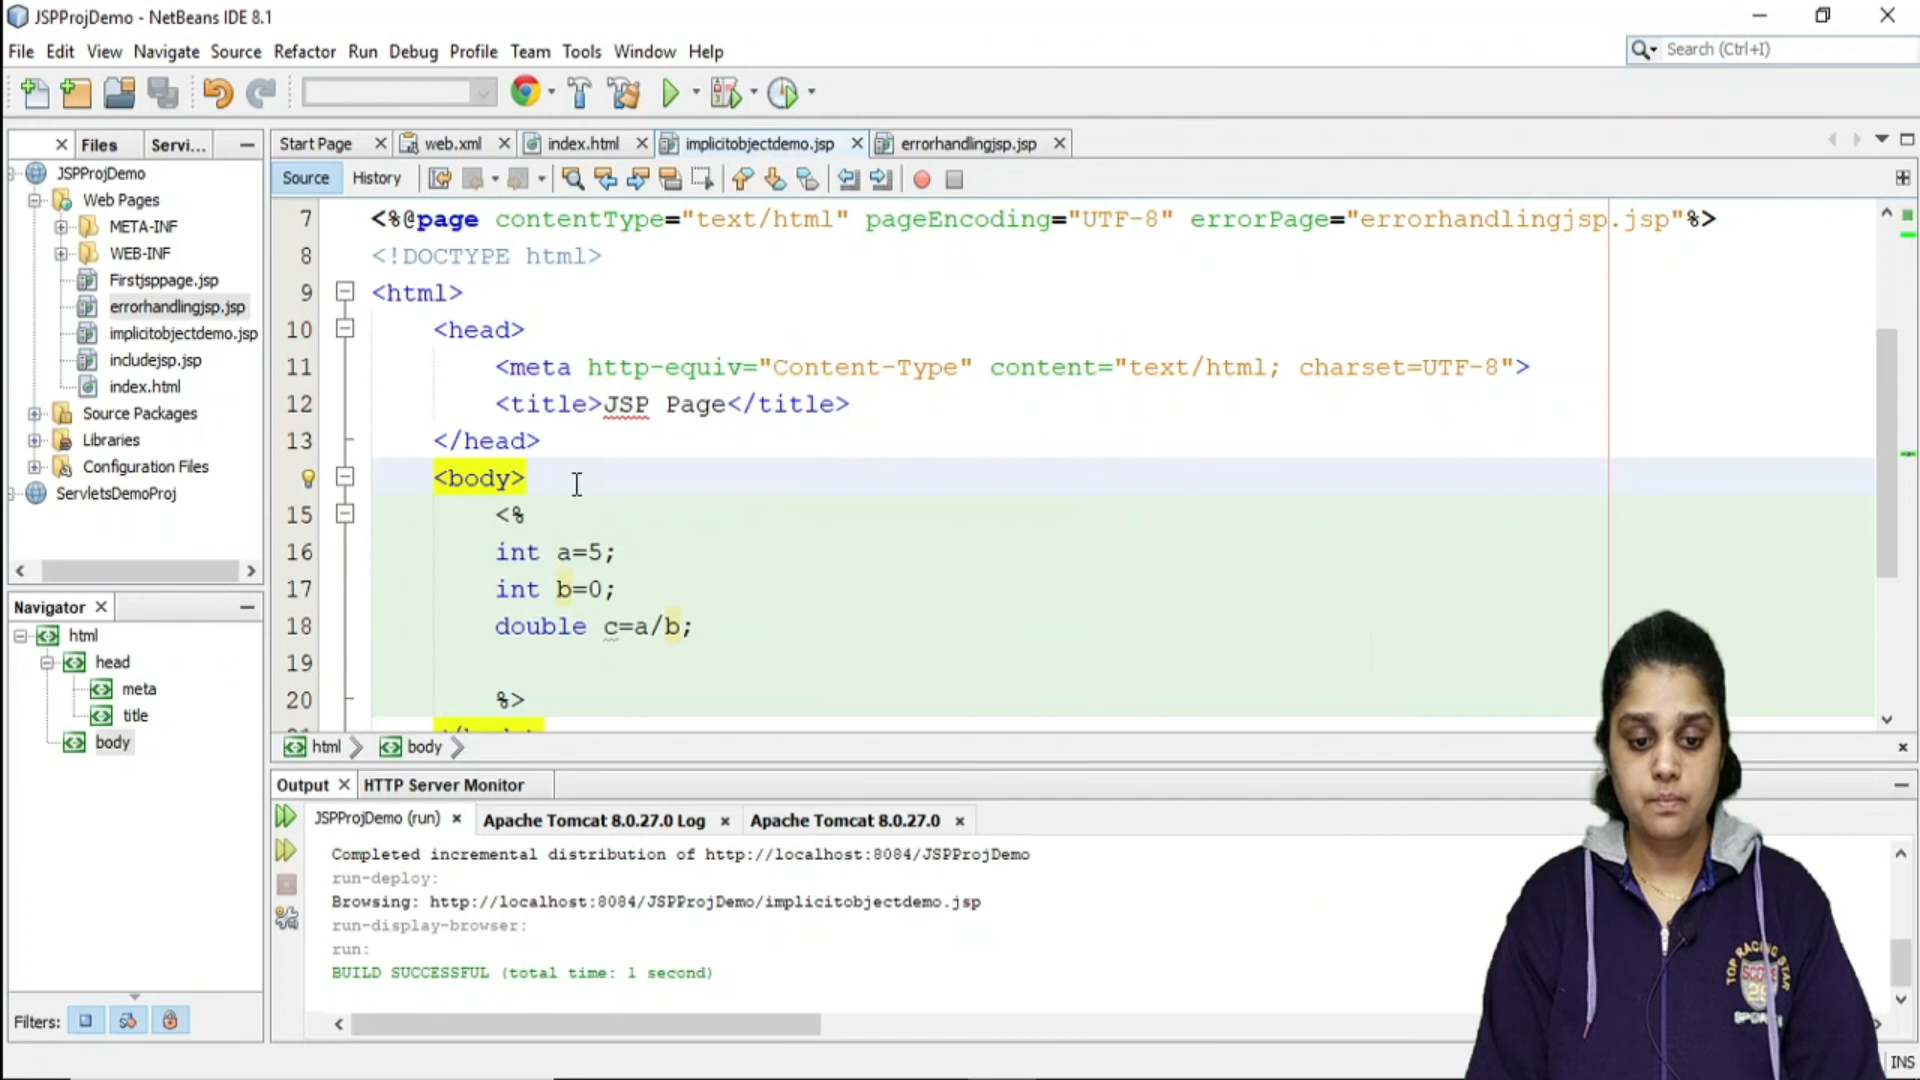 JSPProjDemo - NetBeans IDE 8.1
File Edit View Navigate Source Refactor Run Debug Profile Team Tools Window Help
Search (Ctrl+I)
Files
Servi...
Start Page
web.xml
index.html
implicitobjectdemo.jsp
errorhandlingjsp.jsp
Source History
JSPProjDemo
Web Pages
META-INF
WEB-INF
Firstjsppage.jsp
errorhandlingjsp.jsp
implicitobjectdemo.jsp
includejsp.jsp
index.html
Source Packages
Libraries
Configuration Files
ServletsDemoProj
7 <%@page contentType="text/html" pageEncoding="UTF-8" errorPage="errorhandlingjsp.jsp"%>
8 <!DOCTYPE html>
9 <html>
10 <head>
11 <meta http-equiv="Content-Type" content="text/html; charset=UTF-8">
12 <title>JSP Page</title>
13 </head>
<body>
15 <%
16 int a=5;
17 int b=0;
18 double c=a/b;
19
20 %>
html body
Navigator
html
head
meta
title
body
Filters:
Output HTTP Server Monitor
JSPProjDemo (run) Apache Tomcat 8.0.27.0 Log Apache Tomcat 8.0.27.0
Completed incremental distribution of http://localhost:8084/JSPProjDemo
run-deploy:
Browsing: http://localhost:8084/JSPProjDemo/implicitobjectdemo.jsp
run-display-browser:
run:
BUILD SUCCESSFUL (total time: 1 second)
INS